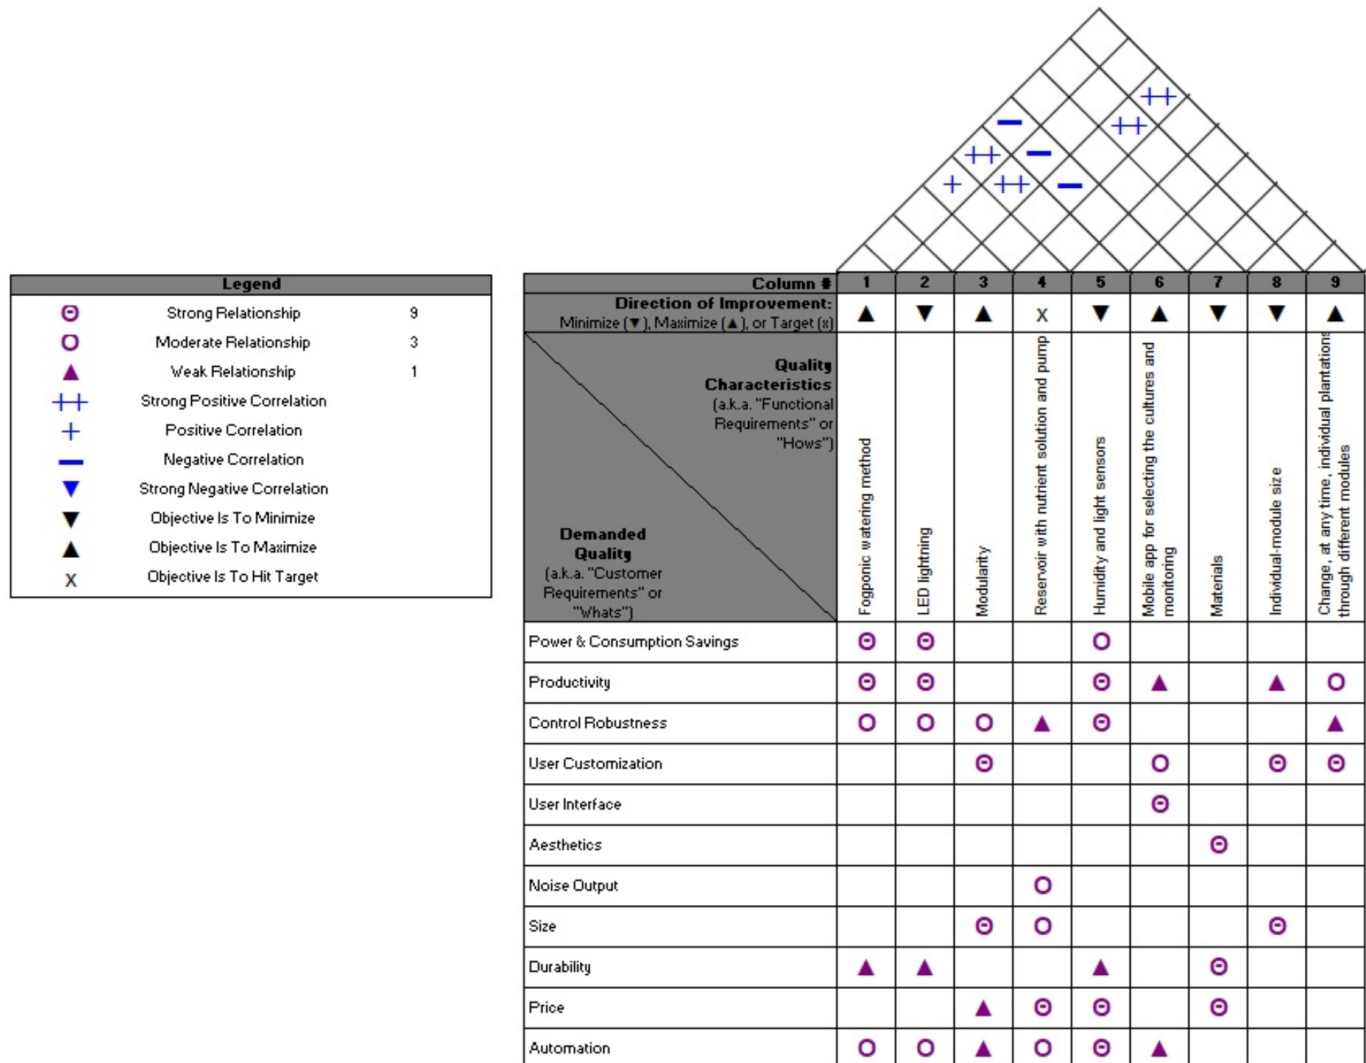 Legend
Strong Relationship 9
Moderate Relationship 3
Weak Relationship 1
++ Strong Positive Correlation
+ Positive Correlation
Negative Correlation
Strong Negative Correlation
Objective Is To Minimize
Objective Is To Maximize
x Objective Is To Hit Target
++
++
++
+ ++
Column # 1 2 3 4 5 6 7 8 9
Direction of Improvement:
Minimize (▼), Maximize (▲), or Target (x)
▲ ▼ ▲ x ▼ ▲ ▼ ▼ ▲
Quality
Characteristics
(a.k.a. "Functional
Requirements" or
"Hows")
Demanded
Quality
(a.k.a. "Customer
Requirements" or
"Whats")
Fogponic watering method
LED lightning
Modularity
Reservoir with nutrient solution and pump
Humidity and light sensors
Mobile app for selecting the cultures and
monitoring
Materials
Individual-module size
Change, at any time, individual plantations
through different modules
Power & Consumption Savings
Productivity
Control Robustness
User Customization
User Interface
Aesthetics
Noise Output
Size
Durability
Price
Automation